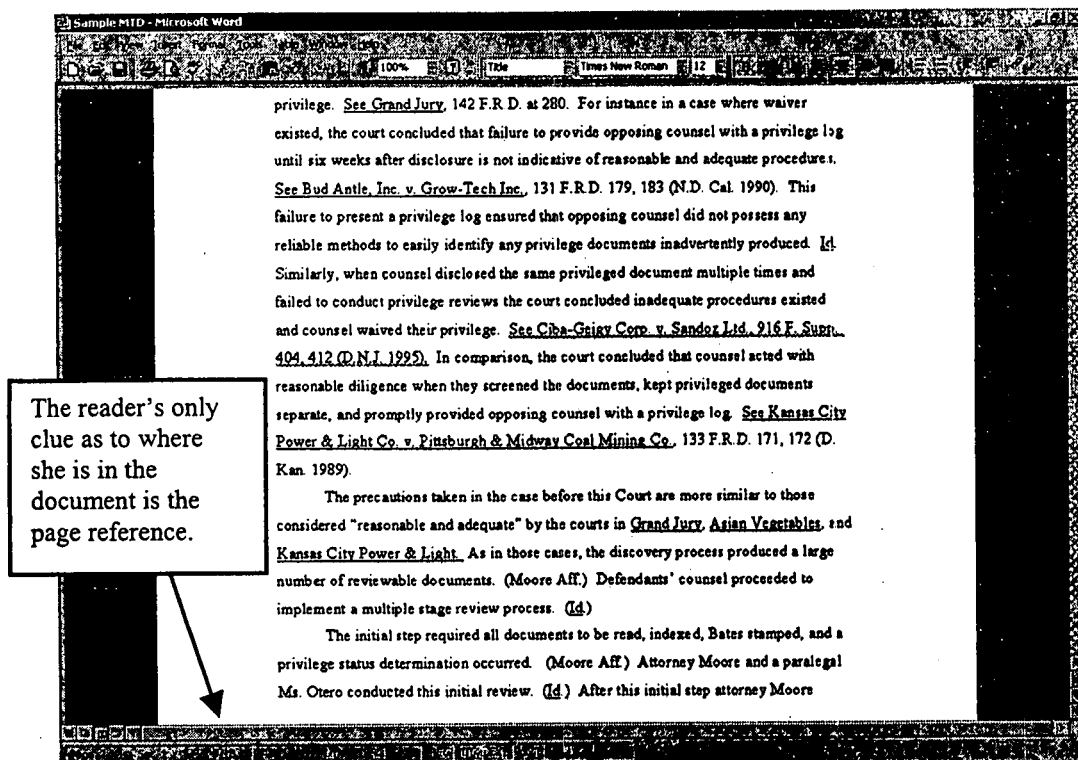 Sample MTD - Microsoft Word
File Edit View Insert Format Tools Window Help
100% Title Times New Roman 12
privilege. See Grand Jury, 142 F.R.D. at 280. For instance in a case where waiver
existed, the court concluded that failure to provide opposing counsel with a privilege log
until six weeks after disclosure is not indicative of reasonable and adequate procedures.
See Bud Antle, Inc. v. Grow-Tech Inc., 131 F.R.D. 179, 183 (N.D. Cal. 1990). This
failure to present a privilege log ensured that opposing counsel did not possess any
reliable methods to easily identify any privilege documents inadvertently produced. Id.
Similarly, when counsel disclosed the same privileged document multiple times and
failed to conduct privilege reviews the court concluded inadequate procedures existed
and counsel waived their privilege. See Ciba-Geigy Corp. v. Sandoz Ltd., 916 F. Supp.
404, 412 (D.N.J. 1995). In comparison, the court concluded that counsel acted with
reasonable diligence when they screened the documents, kept privileged documents
separate, and promptly provided opposing counsel with a privilege log. See Kansas City
Power & Light Co. v. Pittsburgh & Midway Coal Mining Co., 133 F.R.D. 171, 172 (D.
Kan. 1989).
The reader's only
clue as to where
she is in the
document is the
page reference.
The precautions taken in the case before this Court are more similar to those
considered "reasonable and adequate" by the courts in Grand Jury, Asian Vegetables, and
Kansas City Power & Light. As in those cases, the discovery process produced a large
number of reviewable documents. (Moore Aff.) Defendants' counsel proceeded to
implement a multiple stage review process. (Id.)
The initial step required all documents to be read, indexed, Bates stamped, and a
privilege status determination occurred. (Moore Aff.) Attorney Moore and a paralegal
Ms. Otero conducted this initial review. (Id.) After this initial step attorney Moore